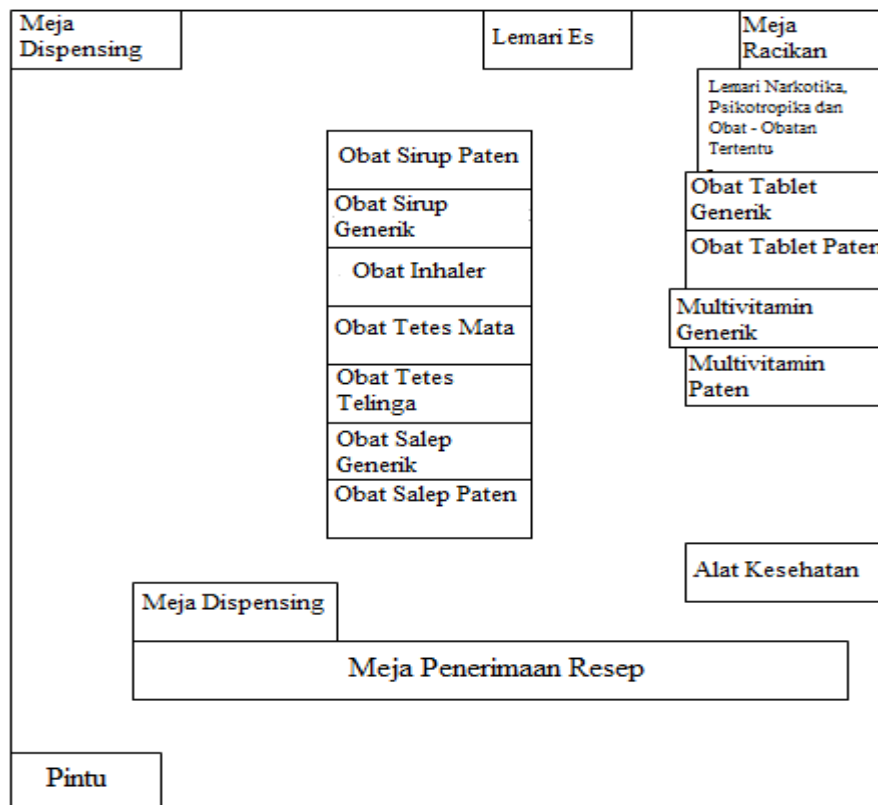 Meja
Dispensing
Lemari Es
Meja
Racikan
Lemari Narkotika,
Psikotropika dan
Obat - Obatan
Tertentu
Obat Sirup Paten
Obat Sirup
Generik
Obat Inhaler
Obat Tetes Mata
Obat Tetes
Telinga
Obat Salep
Generik
Obat Salep Paten
Obat Tablet
Generik
Obat Tablet Paten
Multivitamin
Generik
Multivitamin
Paten
Alat Kesehatan
Meja Dispensing
Meja Penerimaan Resep
Pintu